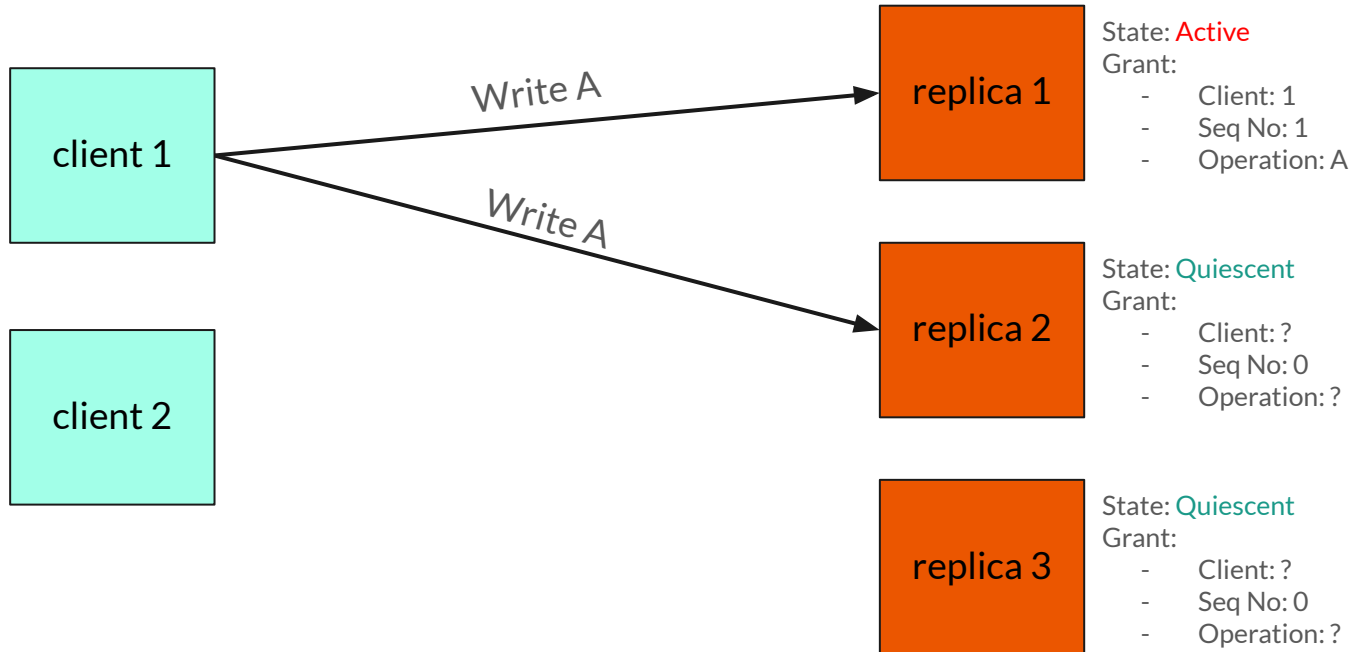 State: Active
Grant:
- Client: 1
- Seq No: 1
- Operation: A
replica 1
Write A
client 1
Write A
State: Quiescent
Grant:
- Client: ?
- Seq No: 0
- Operation: ?
replica 2
client 2
State: Quiescent
Grant:
- Client: ?
- Seq No: 0
- Operation: ?
replica 3